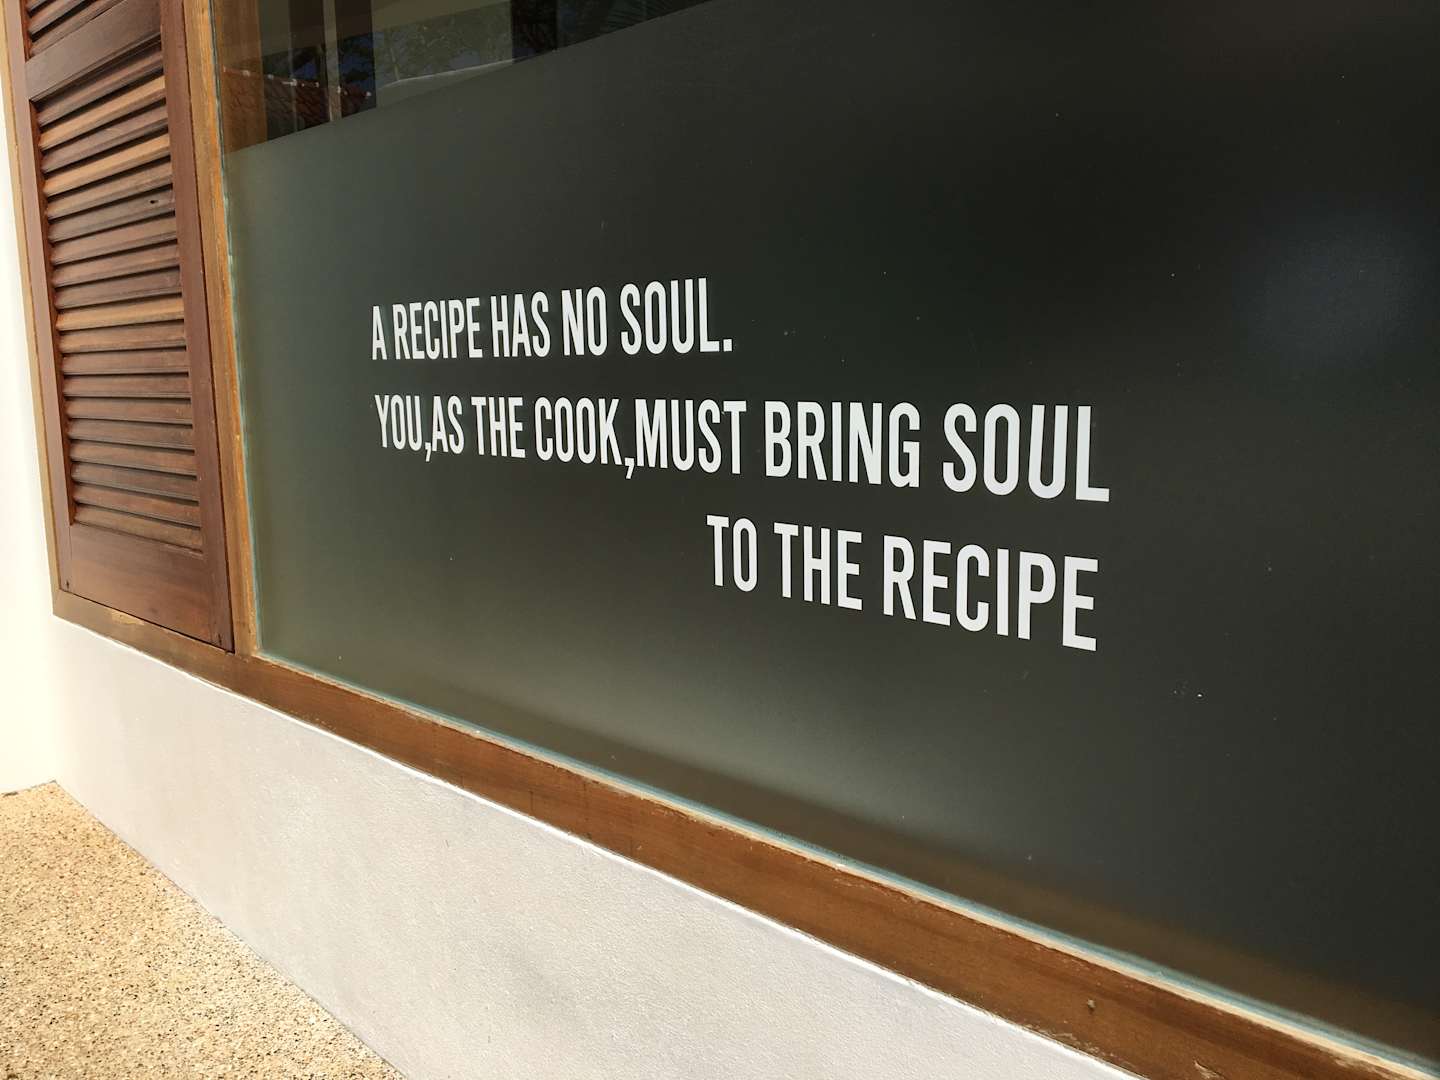 A RECIPE HAS NO SOUL.
YOU,AS THE COOK,MUST BRING SOUL
TO THE RECIPE